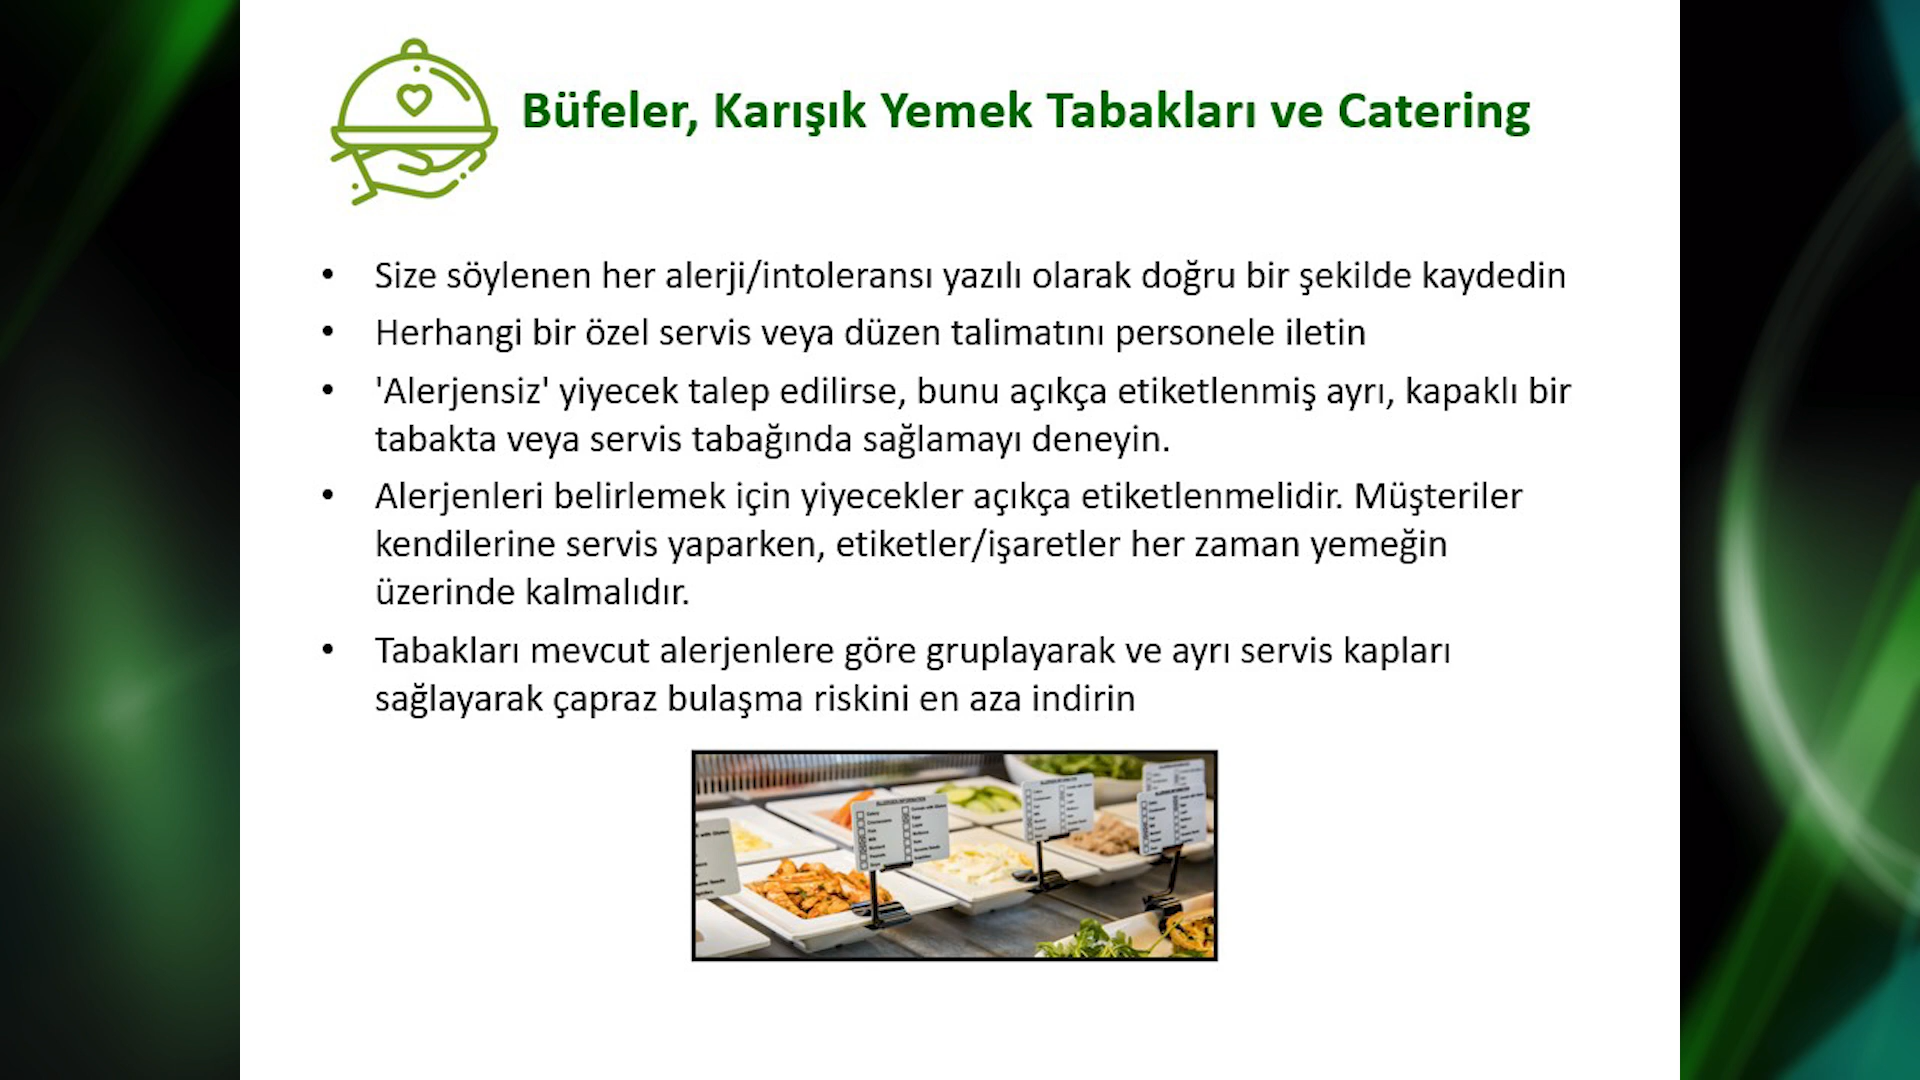 Büfeler, Karışık Yemek Tabakları ve Catering
• Size söylenen her alerji/intoleransı yazılı olarak doğru bir şekilde kaydedin
• Herhangi bir özel servis veya düzen talimatını personele iletin
• 'Alerjensiz' yiyecek talep edilirse, bunu açıkça etiketlenmiş ayrı, kapaklı bir
tabakta veya servis tabağında sağlamayı deneyin.
• Alerjenleri belirlemek için yiyecekler açıkça etiketlenmelidir. Müşteriler
kendilerine servis yaparken, etiketler/işaretler her zaman yemeğin
üzerinde kalmalıdır.
• Tabakları mevcut alerjenlere göre gruplayarak ve ayrı servis kapları
sağlayarak çapraz bulaşma riskini en aza indirin
ALLERGEN INFORMATION